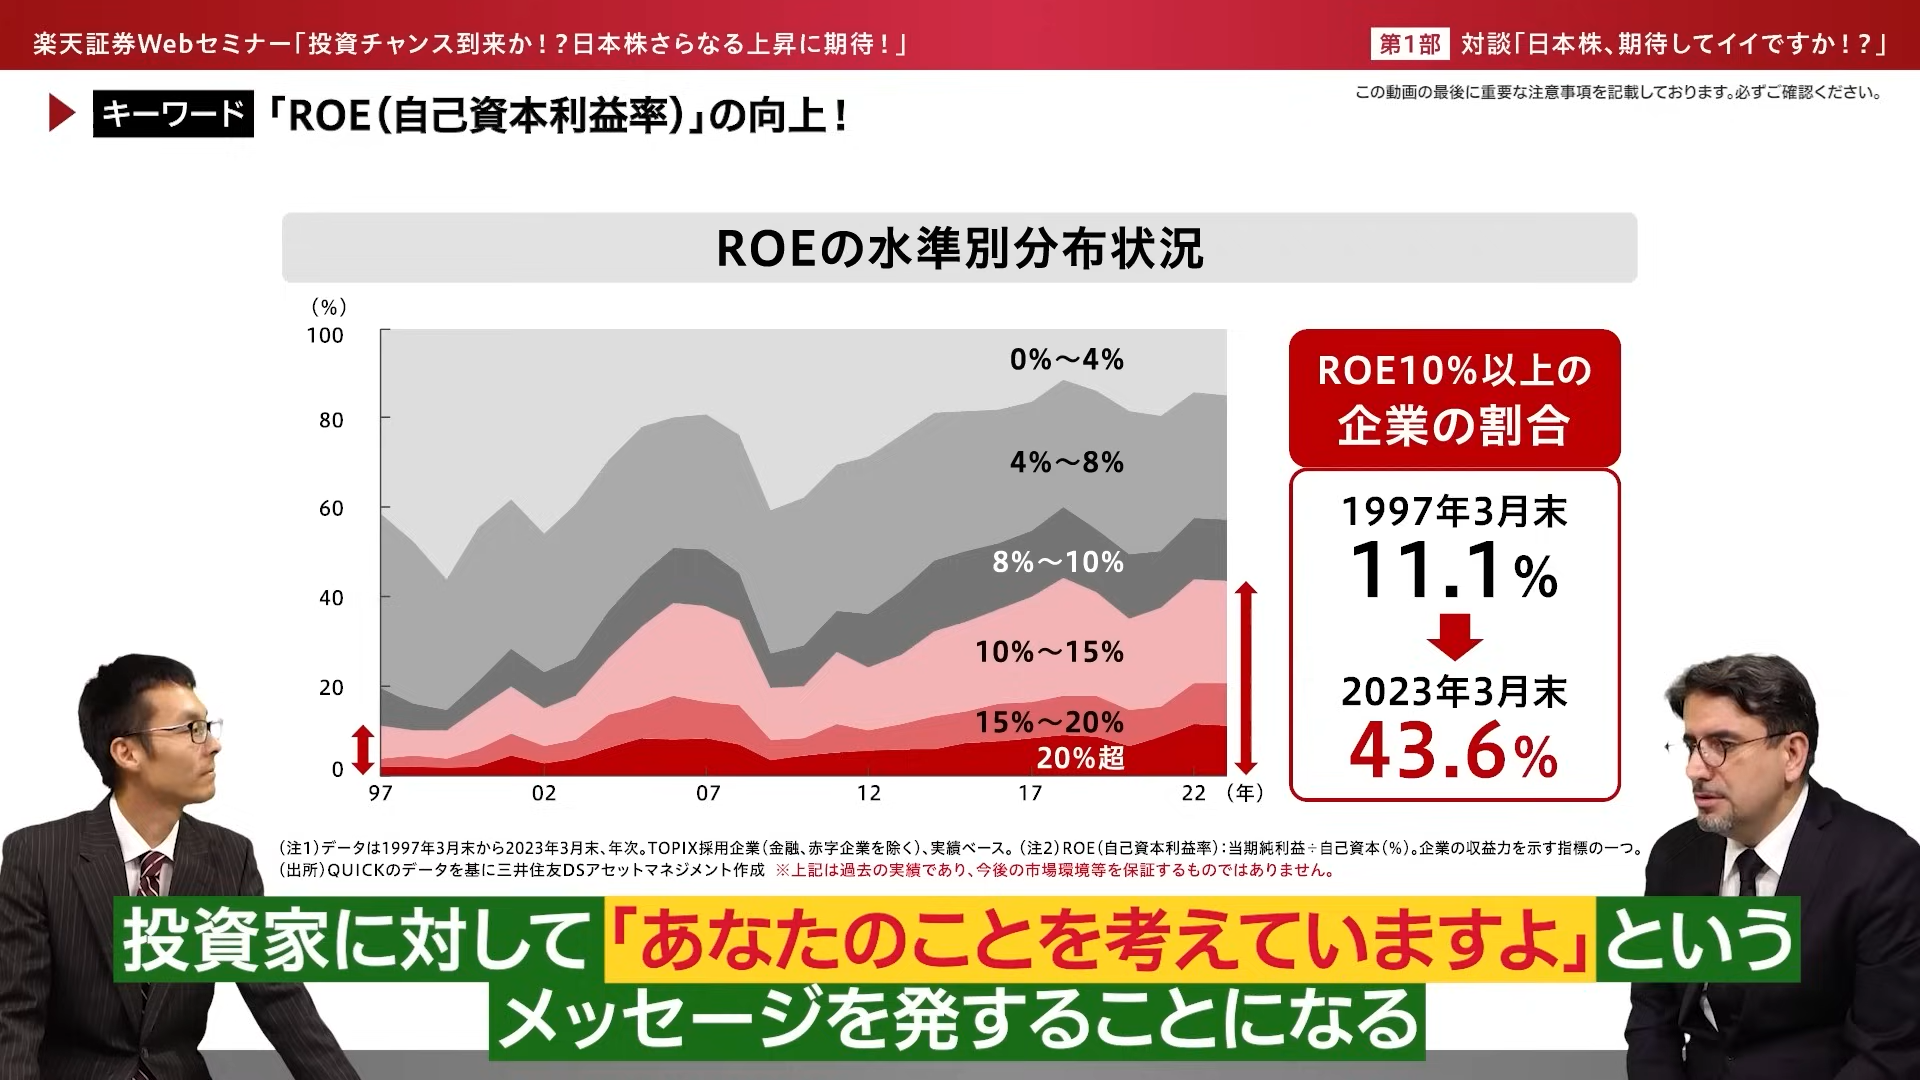 楽天証券Webセミナー「投資チャンス到来か！？日本株さらなる上昇に期待！」
第1部 対談「日本株、期待してイイですか！？」
この動画の最後に重要な注意事項を記載しております。必ずご確認ください。
キーワード 「ROE（自己資本利益率）」の向上！
ROEの水準別分布状況
（%）
100
80
60
40
20
0
97 02 07 12 17 22 （年）
0%～4%
4%～8%
8%～10%
10%～15%
15%～20%
20%超
ROE10%以上の
企業の割合
1997年3月末
11.1%
2023年3月末
43.6%
（注1）データは1997年3月末から2023年3月末、年次。TOPIX採用企業（金融、赤字企業を除く）、実績ベース。（注2）ROE（自己資本利益率）：当期純利益÷自己資本（%）。企業の収益力を示す指標の一つ。
（出所）QUICKのデータを基に三井住友DSアセットマネジメント作成 ※上記は過去の実績であり、今後の市場環境等を保証するものではありません。
投資家に対して「あなたのことを考えていますよ」という
メッセージを発することになる